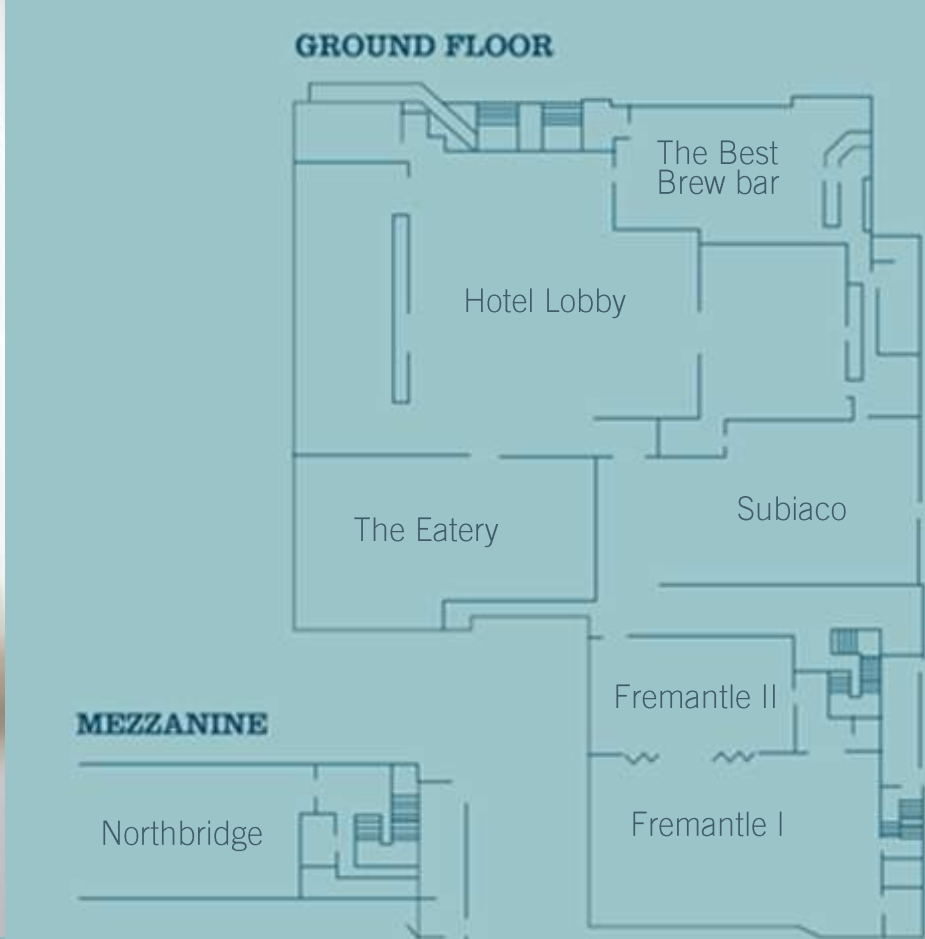 GROUND FLOOR
The Best
Brew bar
Hotel Lobby
Subiaco
The Eatery
Fremantle II
MEZZANINE
Northbridge
Fremantle I